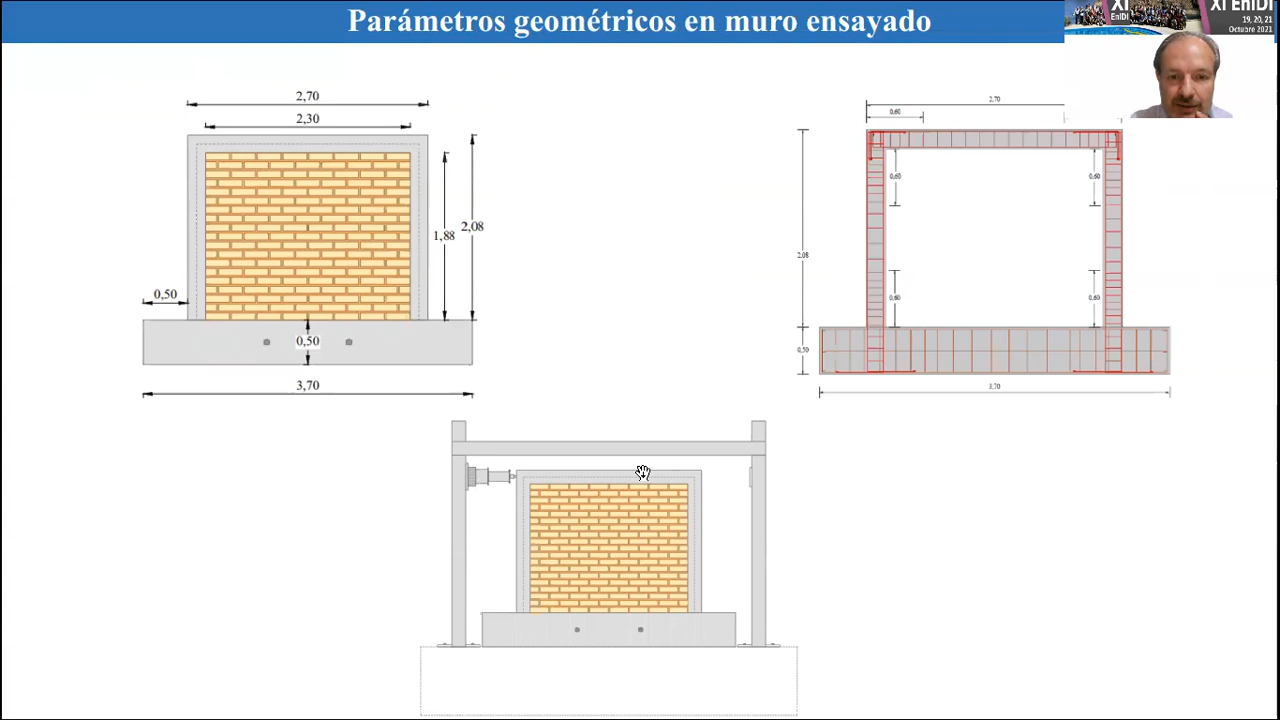 Parámetros geométricos en muro ensayado
XI
EnIDI
XI EnIDI
19, 20, 21
Octubre 2021
2,70
2,30
1,88
2,08
0,50
0,50
3,70
2,70
0,60
0,60
0,60
2,08
0,60
0,60
0,50
3,70